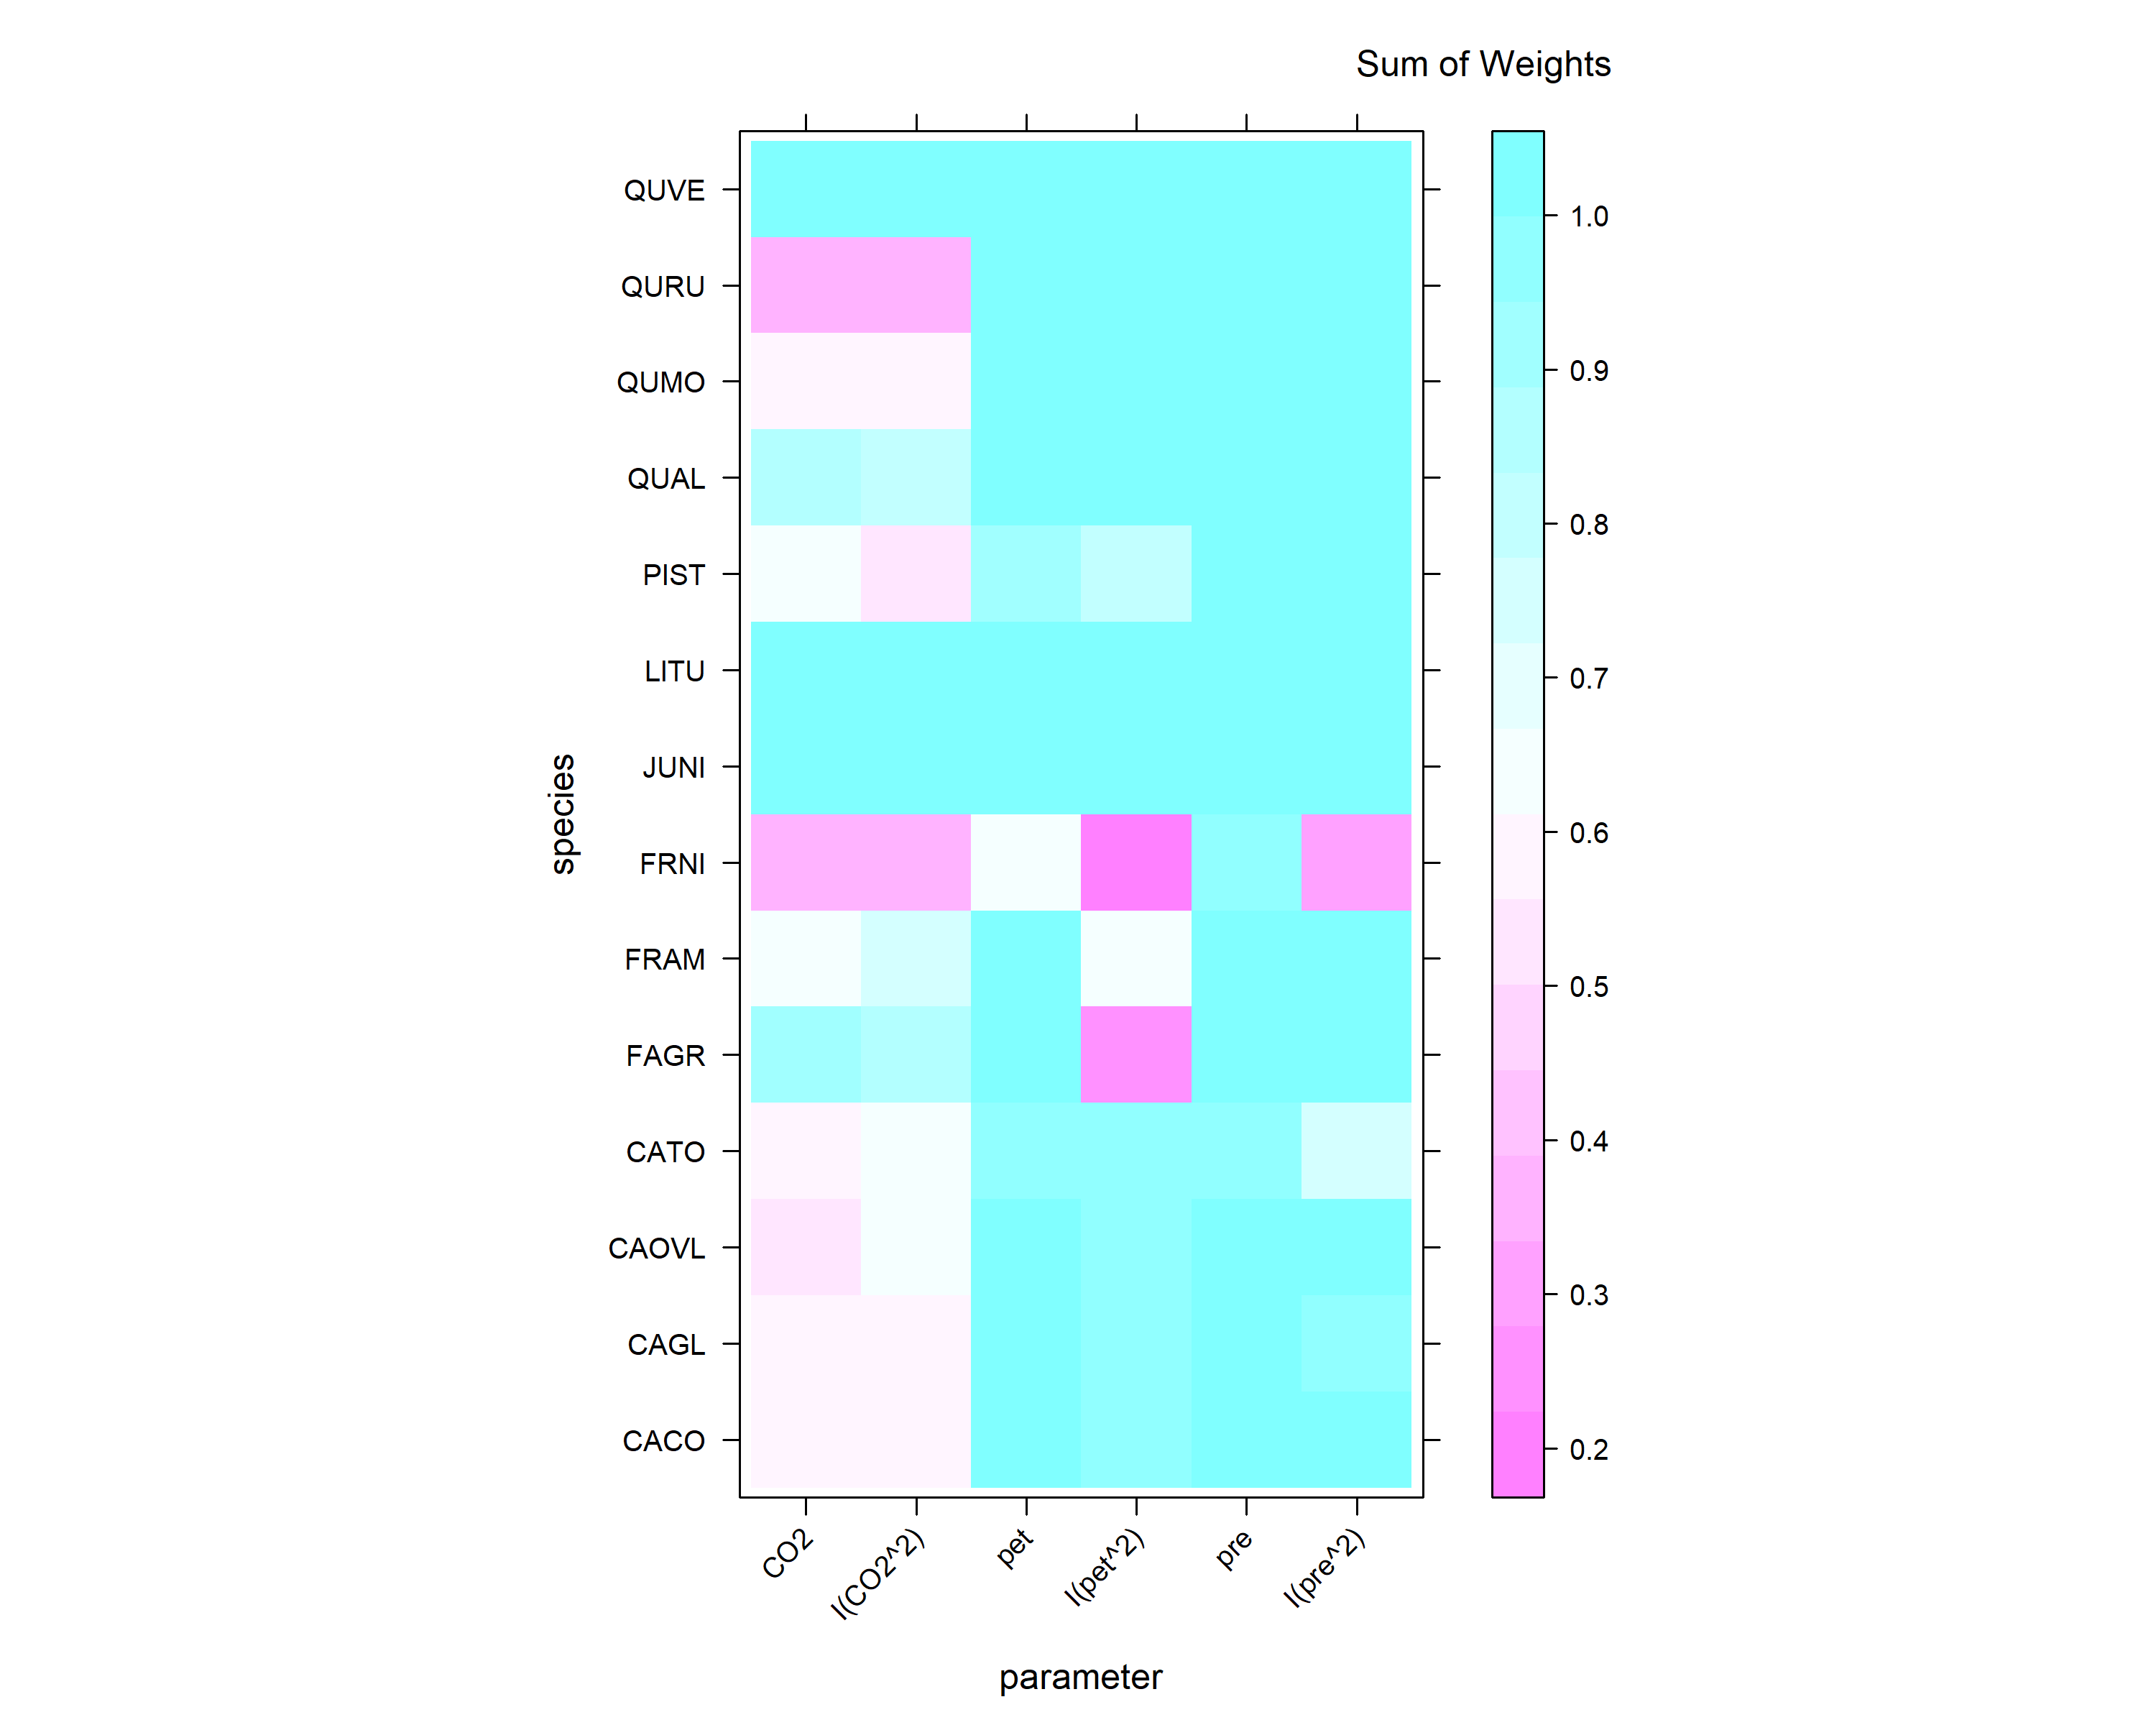 Sum of Weights
QUVE
QURU
QUMO
QUAL
PIST
LITU
JUNI
FRNI
FRAM
FAGR
CATO
CAOVL
CAGL
CACO
species
1.0
0.9
0.8
0.7
0.6
0.5
0.4
0.3
0.2
CO2
I(CO2^2)
pet
I(pet^2)
pre
I(pre^2)
parameter